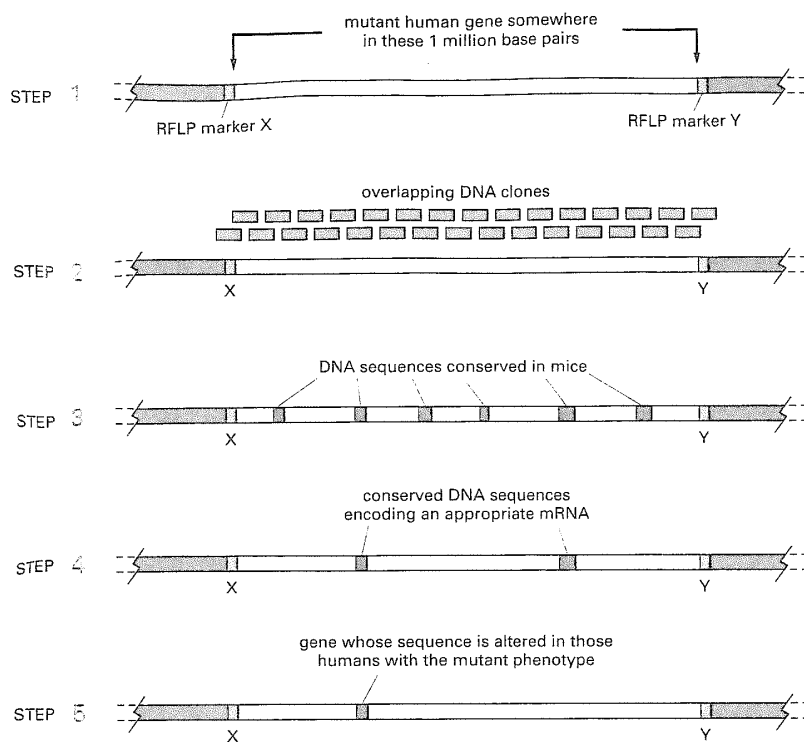 mutant human gene somewhere
in these 1 million base pairs
STEP 1
RFLP marker X
RFLP marker Y
overlapping DNA clones
STEP 2
X
Y
DNA sequences conserved in mice
STEP 3
X
Y
conserved DNA sequences
encoding an appropriate mRNA
STEP 4
X
Y
gene whose sequence is altered in those
humans with the mutant phenotype
STEP 5
X
Y